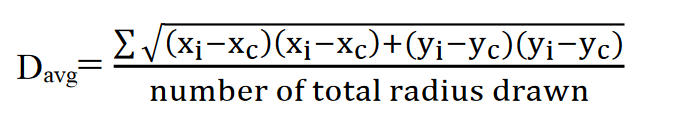 D_avg= ∑√(x_i−x_c)(x_i−x_c)+(y_i−y_c)(y_i−y_c)
number of total radius drawn